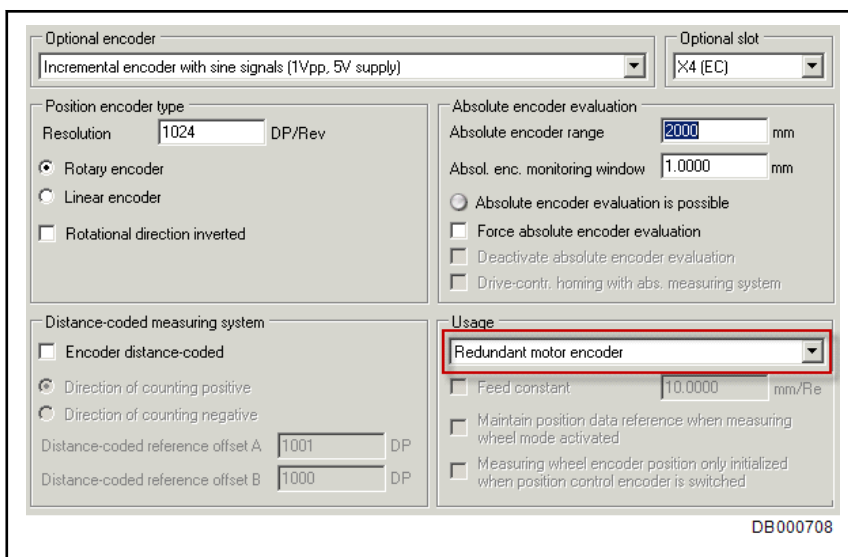 Optional encoder
Incremental encoder with sine signals (1Vpp, 5V supply)
Optional slot
X4 (EC)
Position encoder type
Resolution 1024 DP/Rev
Rotary encoder
Linear encoder
Rotational direction inverted
Absolute encoder evaluation
Absolute encoder range 2000 mm
Absol. enc. monitoring window 1.0000 mm
Absolute encoder evaluation is possible
Force absolute encoder evaluation
Deactivate absolute encoder evaluation
Drive-contr. homing with abs. measuring system
Distance-coded measuring system
Encoder distance-coded
Direction of counting positive
Direction of counting negative
Distance-coded reference offset A 1001 DP
Distance-coded reference offset B 1000 DP
Usage
Redundant motor encoder
Feed constant 10.0000 mm/Re
Maintain position data reference when measuring
wheel mode activated
Measuring wheel encoder position only initialized
when position control encoder is switched
DB000708